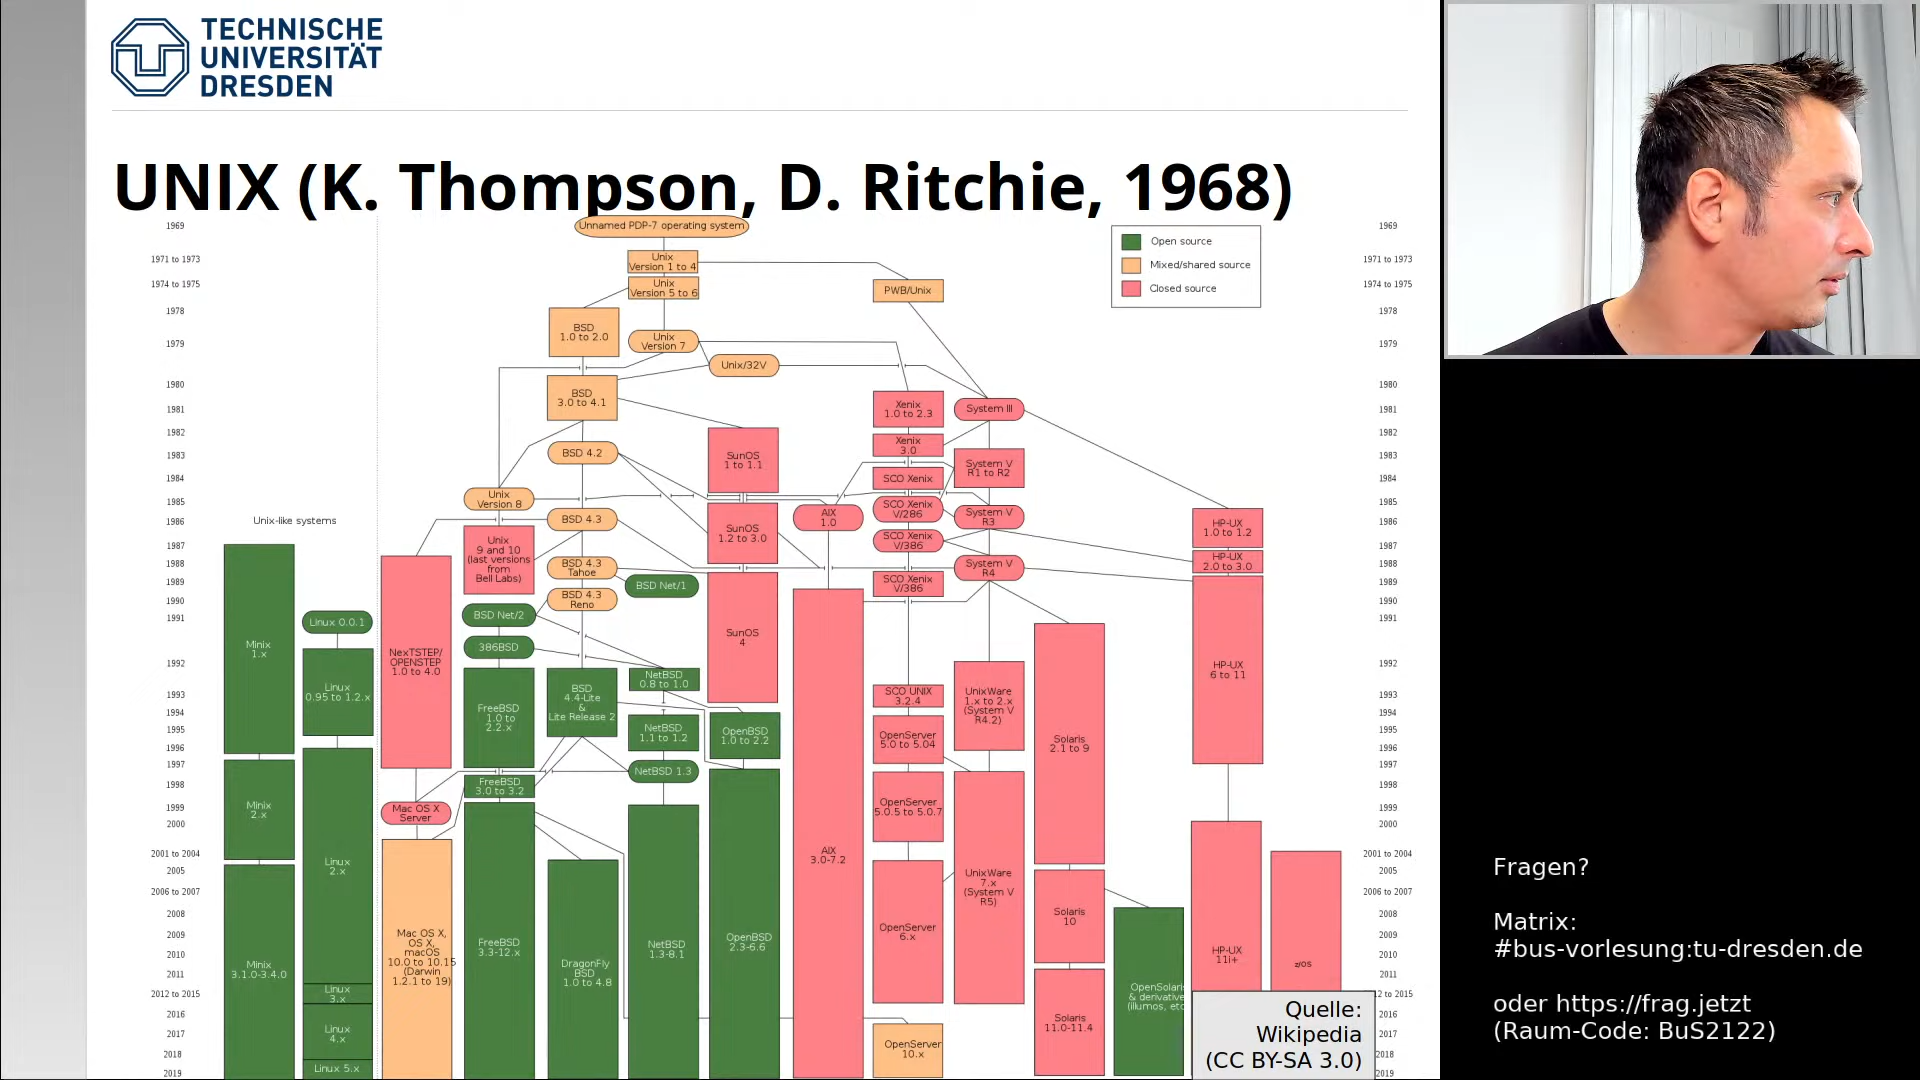 TECHNISCHE
UNIVERSITÄT
DRESDEN
UNIX (K. Thompson, D. Ritchie, 1968)
1969
1971 to 1973
1974 to 1975
1978
1979
1980
1981
1982
1983
1984
1985
1986
1987
1988
1989
1990
1991
1992
1993
1994
1995
1996
1997
1998
1999
2000
2001 to 2004
2005
2006 to 2007
2008
2009
2010
2011
2012 to 2015
2016
2017
2018
2019
Unnamed PDP-7 operating system
Unix
Version 1 to 4
Unix
Version 5 to 6
PWB/Unix
Open source
Mixed/shared source
Closed source
BSD
1.0 to 2.0
Unix
Version 7
Unix/32V
BSD
3.0 to 4.1
Xenix
1.0 to 2.3
System III
Xenix
3.0
BSD 4.2
SunOS
1 to 1.1
System V
R1 to R2
SCO Xenix
Unix
Version 8
SCO Xenix
V/286
AIX
1.0
System V
R3
Unix-like systems
BSD 4.3
SunOS
1.2 to 3.0
HP-UX
1.0 to 1.2
SCO Xenix
V/386
Unix
9 and 10
(last versions
from
Bell Labs)
BSD 4.3
Tahoe
System V
R4
HP-UX
2.0 to 3.0
BSD Net/1
SCO Xenix
V/386
BSD 4.3
Reno
BSD Net/2
Linux 0.0.1
Minix
1.x
386BSD
SunOS
4
NeXTSTEP/
OPENSTEP
1.0 to 4.0
HP-UX
6 to 11
NetBSD
0.8 to 1.0
Linux
0.95 to 1.2.x
BSD
4.4-Lite
&
Lite Release 2
SCO UNIX
3.2.4
UnixWare
1.x to 2.x
(System V
R4.2)
FreeBSD
1.0 to
2.2.x
NetBSD
1.1 to 1.2
OpenBSD
1.0 to 2.2
OpenServer
5.0 to 5.04
Solaris
2.1 to 9
NetBSD 1.3
FreeBSD
3.0 to 3.2
Minix
2.x
Mac OS X
Server
OpenServer
5.0.5 to 5.0.7
Linux
2.x
AIX
3.0-7.2
UnixWare
7.x
(System V
R5)
Solaris
10
Mac OS X,
OS X,
macOS
10.0 to 10.15
(Darwin
1.2.1 to 19)
FreeBSD
3.3-12.x
NetBSD
1.3-8.1
OpenBSD
2.3-6.6
OpenServer
6.x
HP-UX
11i+
z/OS
Minix
3.1.0-3.4.0
DragonFly
BSD
1.0 to 4.8
Linux
3.x
OpenSolaris
& derivative
(illumos, etc
Solaris
11.0-11.4
Linux
4.x
OpenServer
10.x
Linux 5.x
1969
1971 to 1973
1974 to 1975
1978
1979
1980
1981
1982
1983
1984
1985
1986
1987
1988
1989
1990
1991
1992
1993
1994
1995
1996
1997
1998
1999
2000
2001 to 2004
2005
2006 to 2007
2008
2009
2010
2011
12 to 2015
2016
2017
2018
2019
Quelle:
Wikipedia
(CC BY-SA 3.0)
Fragen?
Matrix:
#bus-vorlesung:tu-dresden.de
oder https://frag.jetzt
(Raum-Code: BuS2122)